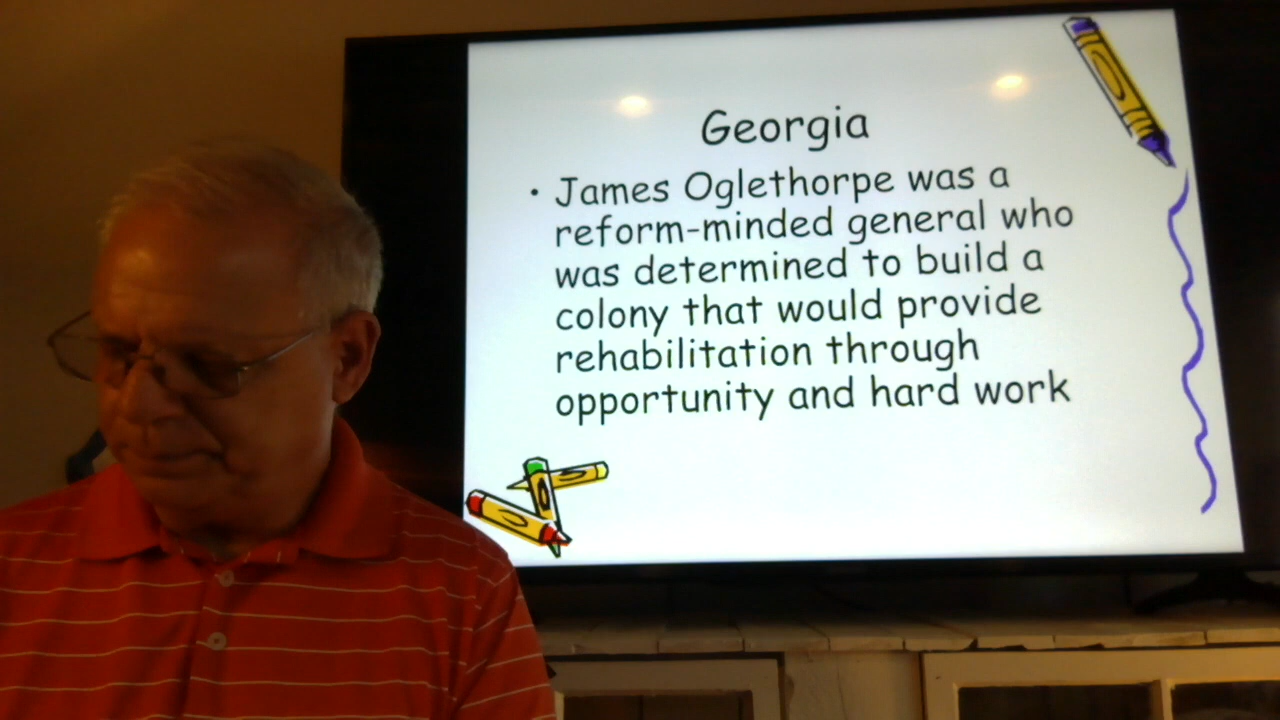 Georgia
• James Oglethorpe was a
reform-minded general who
was determined to build a
colony that would provide
rehabilitation through
opportunity and hard work